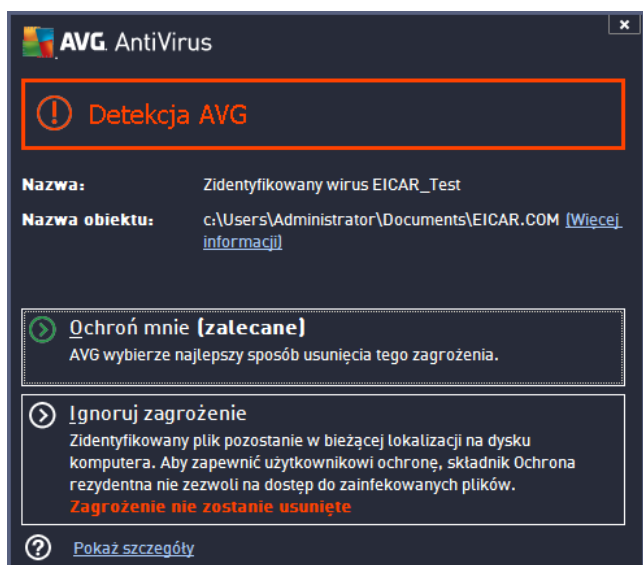 AVG. AntiVirus
Detekcja AVG
Nazwa: Zidentyfikowany wirus EICAR_Test
Nazwa obiektu: c:\Users\Administrator\Documents\EICAR.COM (Więcej
informacji)
Ochroń mnie (zalecane)
AVG wybierze najlepszy sposób usunięcia tego zagrożenia.
Ignoruj zagrożenie
Zidentyfikowany plik pozostanie w bieżącej lokalizacji na dysku
komputera. Aby zapewnić użytkownikowi ochronę, składnik Ochrona
rezydentna nie zezwoli na dostęp do zainfekowanych plików.
Zagrożenie nie zostanie usunięte
Pokaż szczegóły